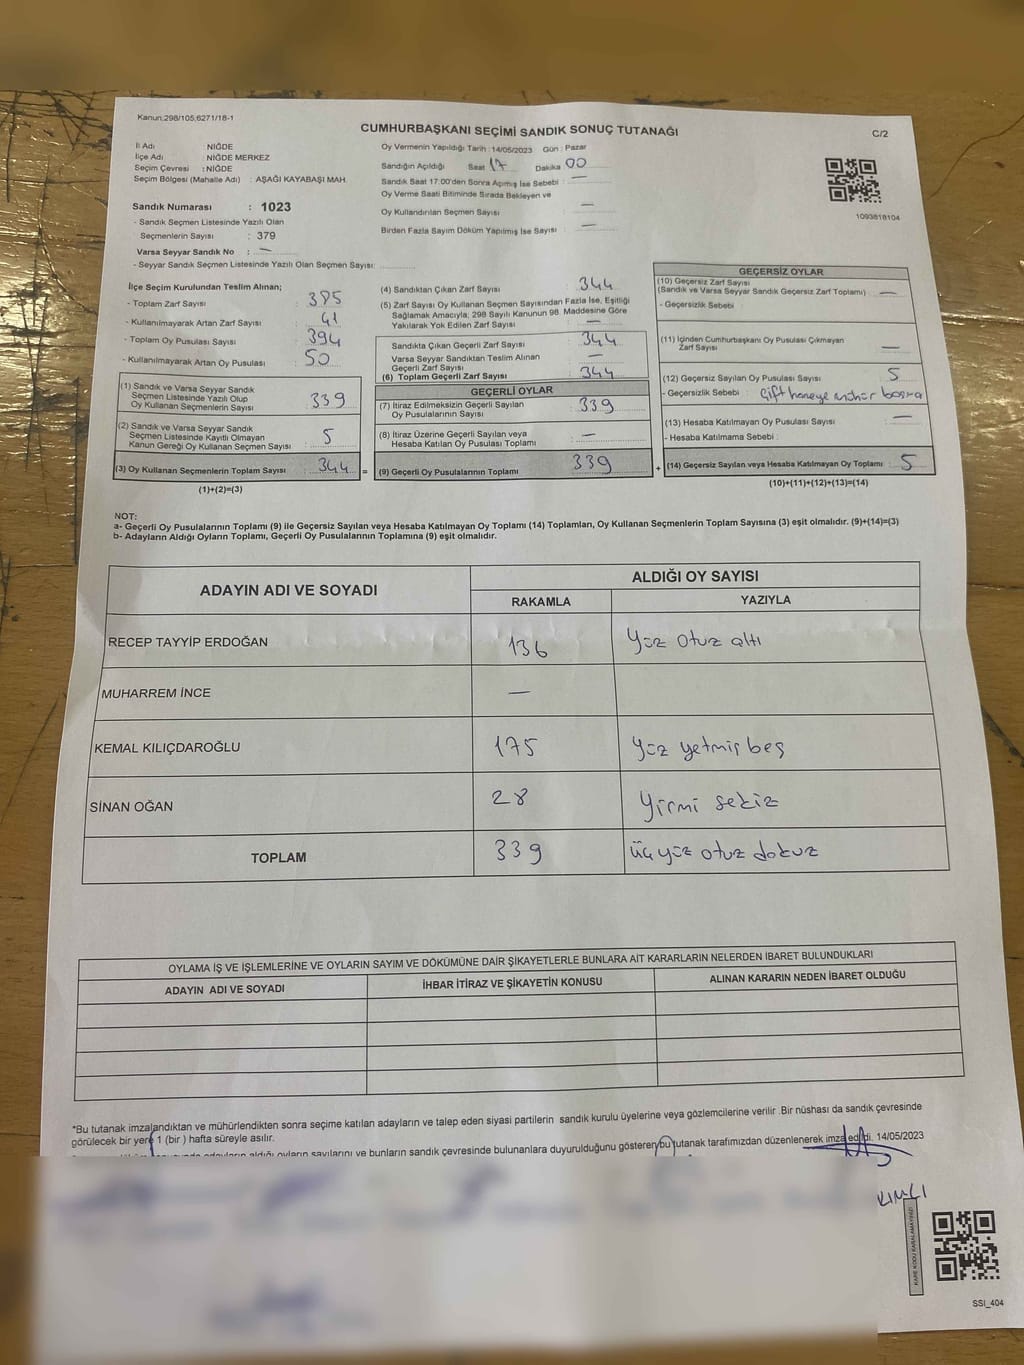 Kanun:298/105,6271/18-1
CUMHURBAŞKANI SEÇİMİ SANDIK SONUÇ TUTANAĞI
C/2
İl Adı : NİĞDE
İlçe Adı : NİĞDE MERKEZ
Seçim Çevresi : NİĞDE
Seçim Bölgesi (Mahalle Adı) : AŞAĞI KAYABAŞI MAH.
Sandık Numarası : 1023
- Sandık Seçmen Listesinde Yazılı Olan
Seçmenlerin Sayısı : 379
Varsa Seyyar Sandık No : —
- Seyyar Sandık Seçmen Listesinde Yazılı Olan Seçmen Sayısı:
Oy Vermenin Yapıldığı Tarih : 14/05/2023 Gün : Pazar
Sandığın Açıldığı Saat 17 Dakika 00
Sandık Saat 17:00'den Sonra Açımış İse Sebebi : —
Oy Verme Saati Bitiminde Sırada Bekleyen ve
Oy Kullandırılan Seçmen Sayısı : —
Birden Fazla Sayım Döküm Yapılmış İse Sayısı : —
1093818104
İlçe Seçim Kurulundan Teslim Alınan;
- Toplam Zarf Sayısı : 385
- Kullanılmayarak Artan Zarf Sayısı : 41
- Toplam Oy Pusulası Sayısı : 394
- Kullanılmayarak Artan Oy Pusulası : 50
(1) Sandık ve Varsa Seyyar Sandık
Seçmen Listesinde Yazılı Olup
Oy Kullanan Seçmenlerin Sayısı : 339
(2) Sandık ve Varsa Seyyar Sandık
Seçmen Listesinde Kayıtlı Olmayan
Kanun Gereği Oy Kullanan Seçmen Sayısı : 5
(3) Oy Kullanan Seçmenlerin Toplam Sayısı : 344 =
(1)+(2)=(3)
(4) Sandıktan Çıkan Zarf Sayısı : 344
(5) Zarf Sayısı Oy Kullanan Seçmen Sayısından Fazla İse, Eşitliği
Sağlamak Amacıyla; 298 Sayılı Kanunun 98. Maddesine Göre
Yakılarak Yok Edilen Zarf Sayısı : —
Sandıkta Çıkan Geçerli Zarf Sayısı : 344
Varsa Seyyar Sandıktan Teslim Alınan
Geçerli Zarf Sayısı : —
(6) Toplam Geçerli Zarf Sayısı : 344
GEÇERLİ OYLAR
(7) İtiraz Edilmeksizin Geçerli Sayılan
Oy Pusulalarının Sayısı : 339
(8) İtiraz Üzerine Geçerli Sayılan veya
Hesaba Katılan Oy Pusulası Toplamı : —
(9) Geçerli Oy Pusulalarının Toplamı : 339 +
GEÇERSİZ OYLAR
(10) Geçersiz Zarf Sayısı
(Sandık ve Varsa Seyyar Sandık Geçersiz Zarf Toplamı) : —
- Geçersizlik Sebebi :
(11) İçinden Cumhurbaşkanı Oy Pusulası Çıkmayan
Zarf Sayısı : —
(12) Geçersiz Sayılan Oy Pusulası Sayısı : 5
- Geçersizlik Sebebi : Çift haneye mühür basma
(13) Hesaba Katılmayan Oy Pusulası Sayısı : —
- Hesaba Katılmama Sebebi :
(14) Geçersiz Sayılan veya Hesaba Katılmayan Oy Toplamı : 5
(10)+(11)+(12)+(13)=(14)
NOT:
a- Geçerli Oy Pusulalarının Toplamı (9) ile Geçersiz Sayılan veya Hesaba Katılmayan Oy Toplamı (14) Toplamları, Oy Kullanan Seçmenlerin Toplam Sayısına (3) eşit olmalıdır. (9)+(14)=(3)
b- Adayların Aldığı Oyların Toplamı, Geçerli Oy Pusulalarının Toplamına (9) eşit olmalıdır.
ADAYIN ADI VE SOYADI
ALDIĞI OY SAYISI
RAKAMLA YAZIYLA
RECEP TAYYİP ERDOĞAN 136 Yüz otuz altı
MUHARREM İNCE —
KEMAL KILIÇDAROĞLU 175 Yüz yetmiş beş
SİNAN OĞAN 28 Yirmi sekiz
TOPLAM 339 üç yüz otuz dokuz
OYLAMA İŞ VE İŞLEMLERİNE VE OYLARIN SAYIM VE DÖKÜMÜNE DAİR ŞİKAYETLERLE BUNLARA AİT KARARLARIN NELERDEN İBARET BULUNDUKLARI
ADAYIN ADI VE SOYADI İHBAR İTİRAZ VE ŞİKAYETİN KONUSU ALINAN KARARIN NEDEN İBARET OLDUĞU
*Bu tutanak imzalandıktan ve mühürlendikten sonra seçime katılan adayların ve talep eden siyasi partilerin sandık kurulu üyelerine veya gözlemcilerine verilir .Bir nüshası da sandık çevresinde
görülecek bir yere 1 (bir ) hafta süreyle asılır.
adayların aldığı oyların sayılarını ve bunların sandık çevresinde bulunanlara duyurulduğunu gösteren bu tutanak tarafımızdan düzenlenerek imza edildi. 14/05/2023
KARE KODU KARALAMAYINIZ!
SSI_404